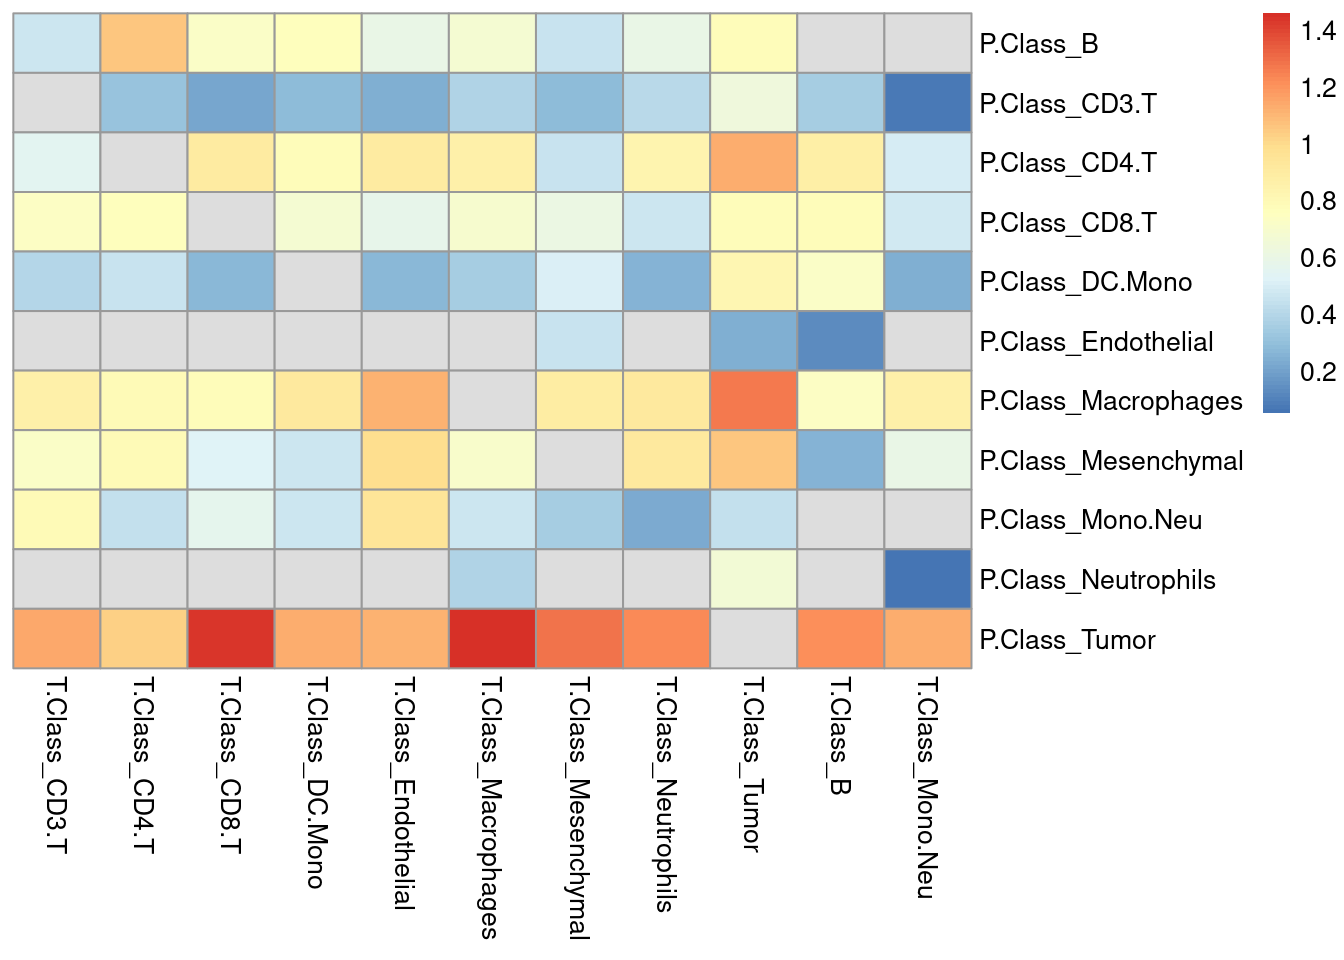 P.Class_B
P.Class_CD3.T
P.Class_CD4.T
P.Class_CD8.T
P.Class_DC.Mono
P.Class_Endothelial
P.Class_Macrophages
P.Class_Mesenchymal
P.Class_Mono.Neu
P.Class_Neutrophils
P.Class_Tumor
1.4
1.2
1
0.8
0.6
0.4
0.2
T.Class_CD3.T
T.Class_CD4.T
T.Class_CD8.T
T.Class_DC.Mono
T.Class_Endothelial
T.Class_Macrophages
T.Class_Mesenchymal
T.Class_Neutrophils
T.Class_Tumor
T.Class_B
T.Class_Mono.Neu